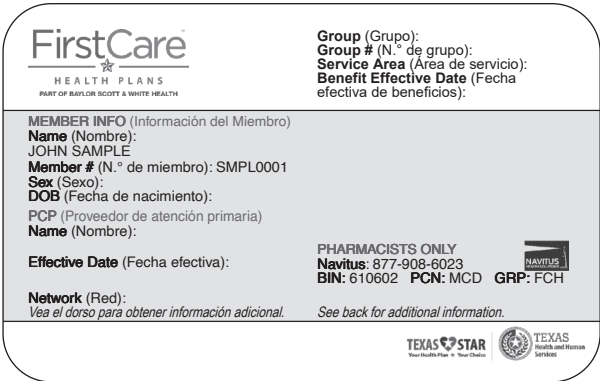 FirstCare™
HEALTH PLANS
PART OF BAYLOR SCOTT & WHITE HEALTH
Group (Grupo):
Group # (N.° de grupo):
Service Area (Área de servicio):
Benefit Effective Date (Fecha
efectiva de beneficios):
MEMBER INFO (Información del Miembro)
Name (Nombre):
JOHN SAMPLE
Member # (N.° de miembro): SMPL0001
Sex (Sexo):
DOB (Fecha de nacimiento):
PCP (Proveedor de atención primaria)
Name (Nombre):
Effective Date (Fecha efectiva):
Network (Red):
Vea el dorso para obtener información adicional.
PHARMACISTS ONLY
Navitus: 877-908-6023
BIN: 610602 PCN: MCD GRP: FCH
NAVITUS
See back for additional information.
TEXAS STAR
Your Health Plan ★ Your Choice
TEXAS
Health and Human
Services